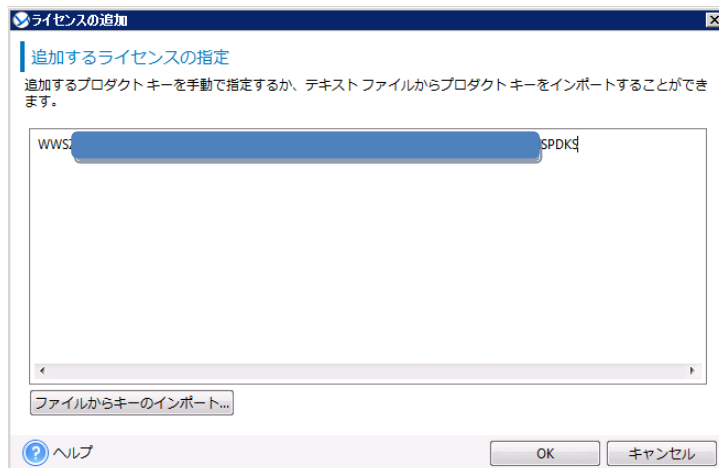 ライセンスの追加
追加するライセンスの指定
追加するプロダクト キーを手動で指定するか、テキスト ファイルからプロダクト キーをインポートすることができ
ます。
WWSZ SPDKS
ファイルからキーのインポート...
ヘルプ
OK
キャンセル